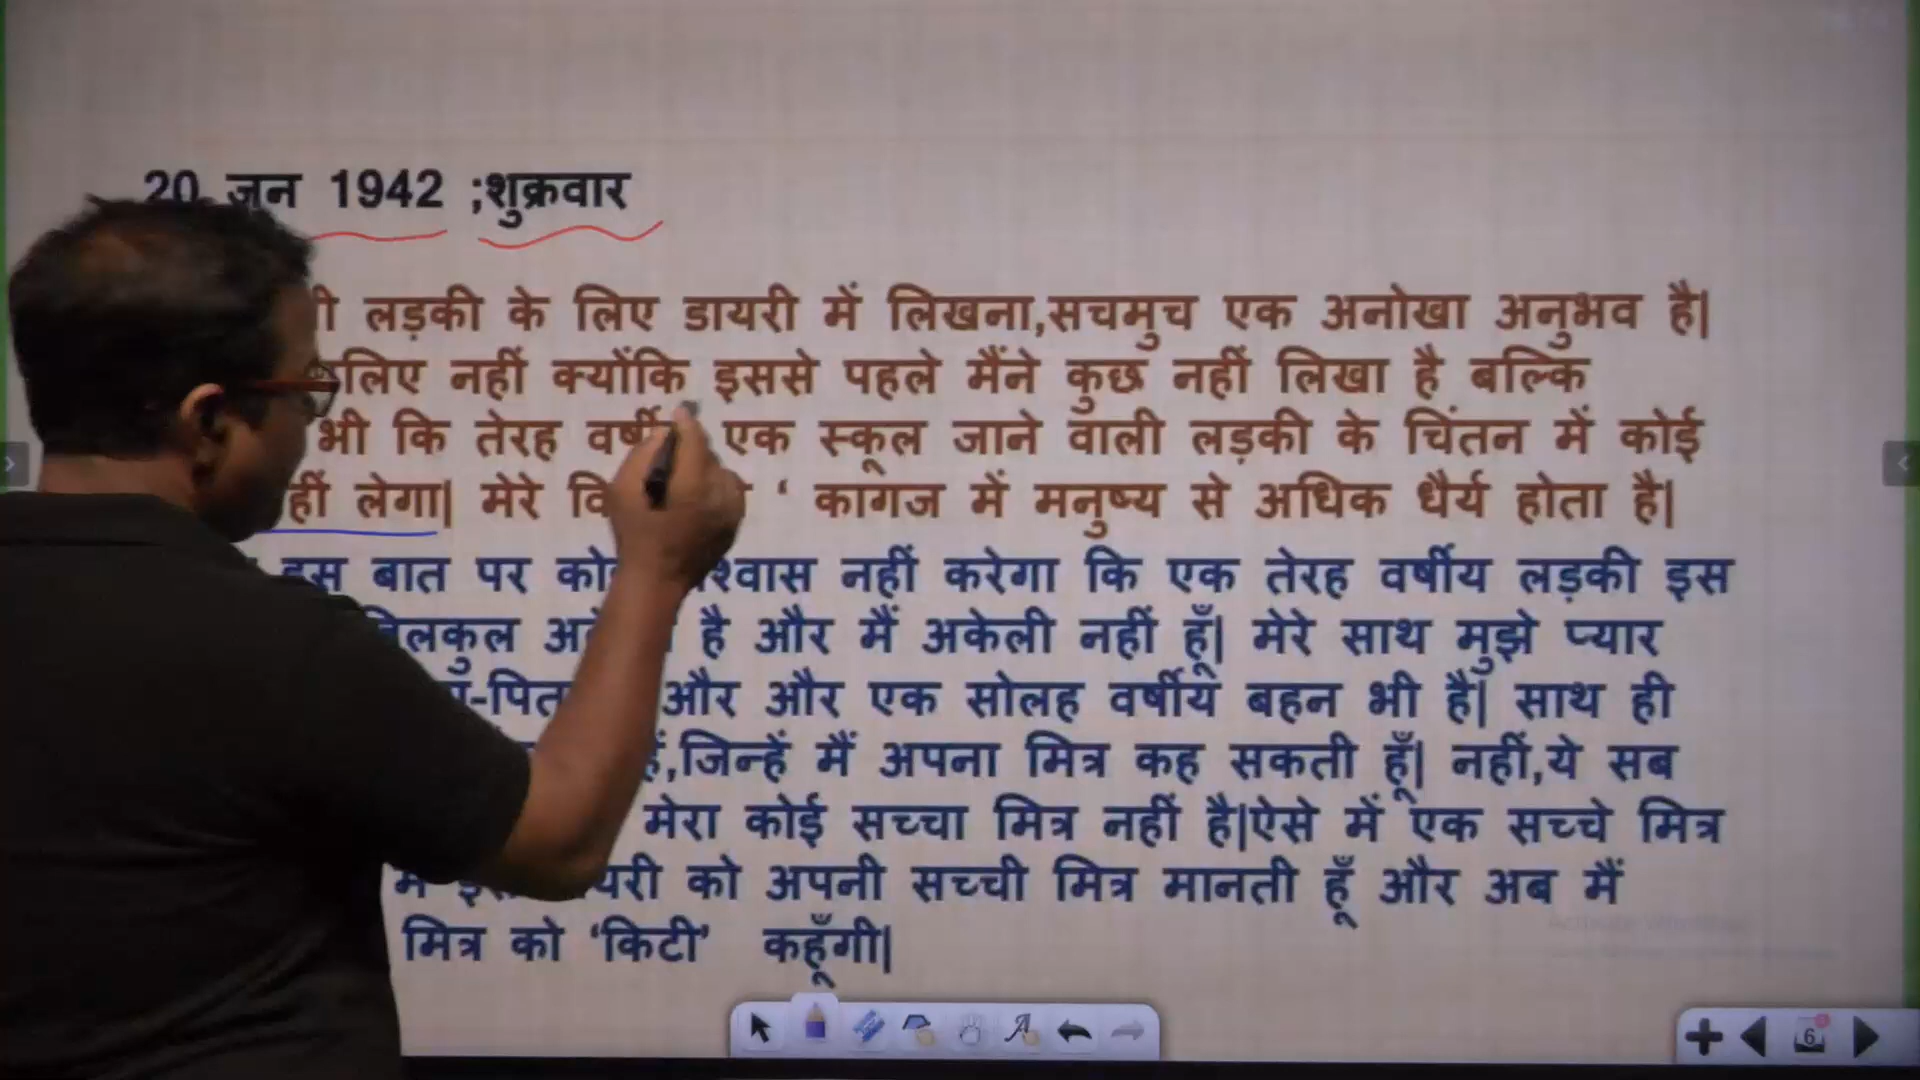 20 जून 1942 ;शुक्रवार
लड़की के लिए डायरी में लिखना,सचमुच एक अनोखा अनुभव है|
नहीं क्योंकि इससे पहले मैंने कुछ नहीं लिखा है बल्कि
भी कि तेरह एक स्कूल जाने वाली लड़की के चिंतन में कोई
लेगा| मेरे ‘ कागज में मनुष्य से अधिक धैर्य होता है|
इस बात पर नहीं करेगा कि एक तेरह वर्षीय लड़की इस
है और मैं अकेली नहीं हूँ| मेरे साथ मुझे प्यार
और और एक सोलह वर्षीय बहन भी है| साथ ही
,जिन्हें मैं अपना मित्र कह सकती हूँ| नहीं,ये सब
मेरा कोई सच्चा मित्र नहीं है|ऐसे में एक सच्चे मित्र
को अपनी सच्ची मित्र मानती हूँ और अब मैं
मित्र को ‘किटी’ कहूँगी|
6